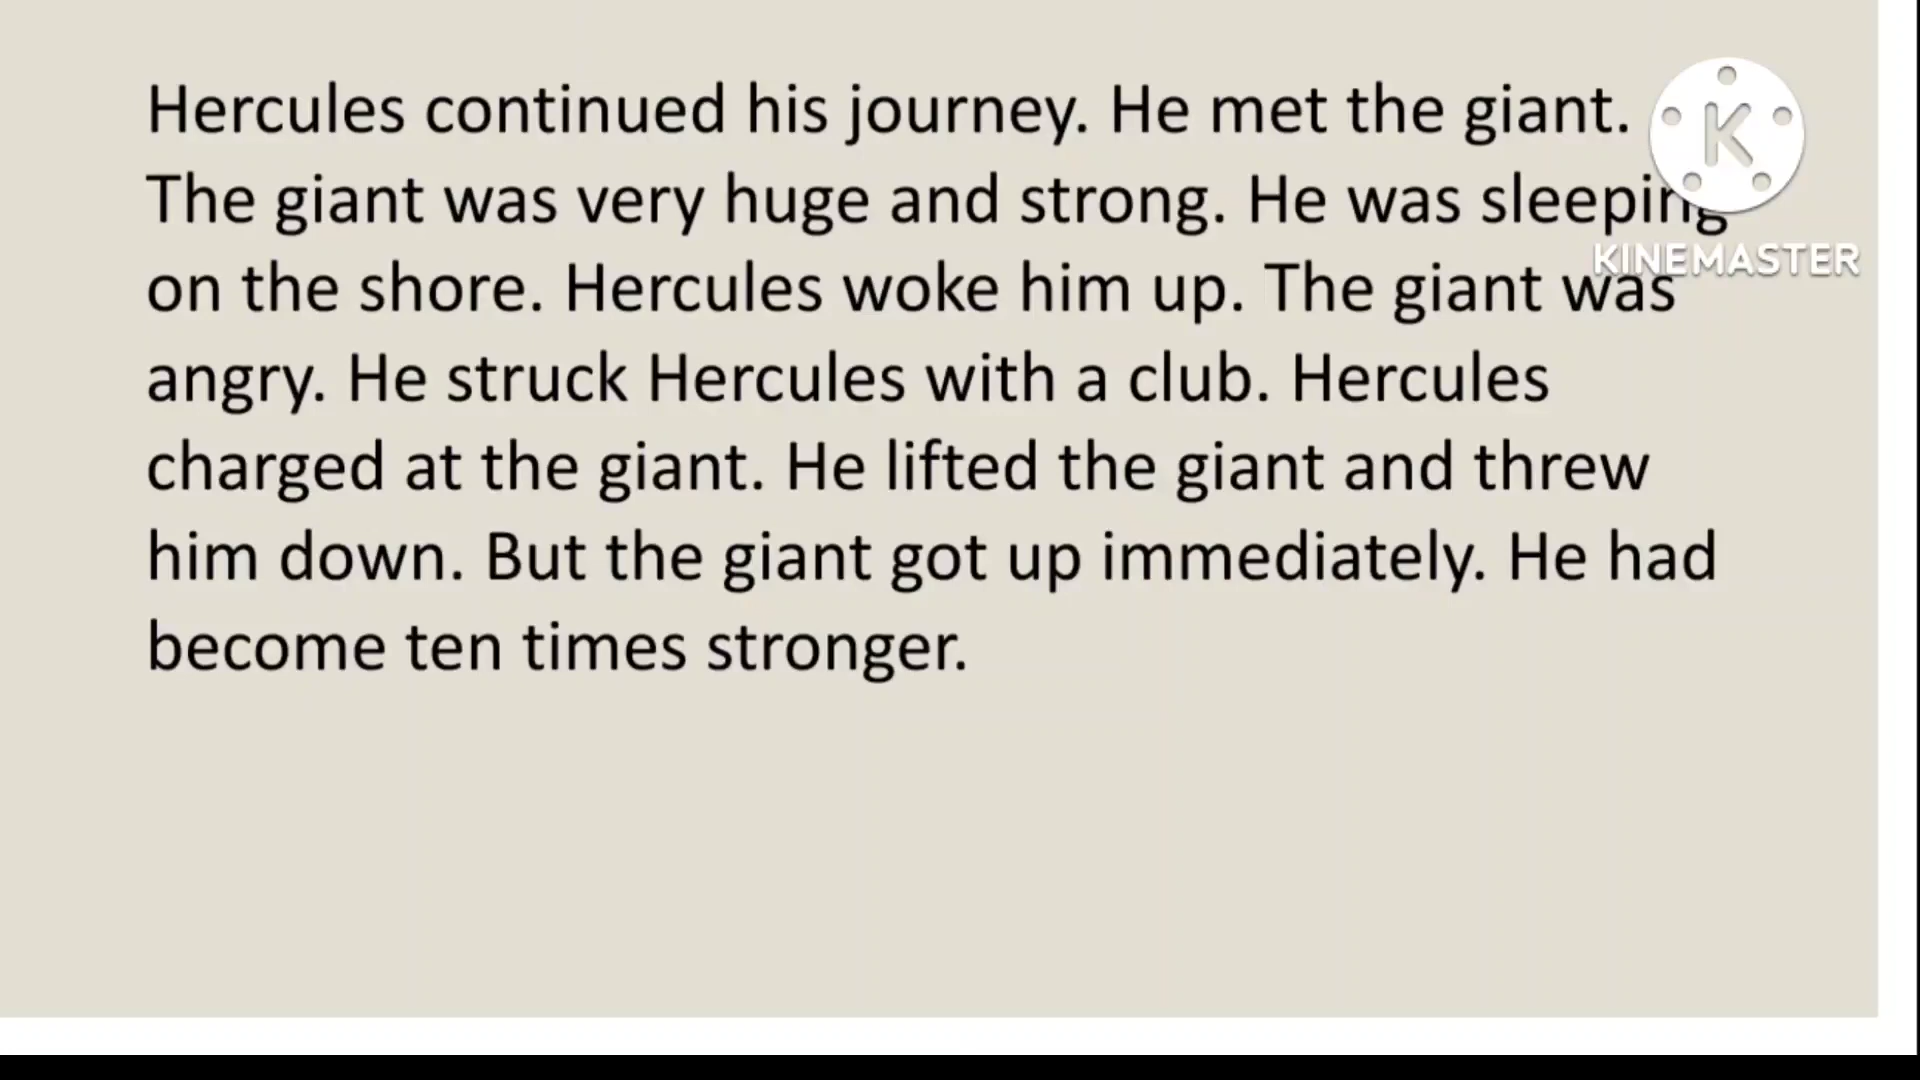 Hercules continued his journey. He met the giant.
The giant was very huge and strong. He was sleeping
on the shore. Hercules woke him up. The giant was
angry. He struck Hercules with a club. Hercules
charged at the giant. He lifted the giant and threw
him down. But the giant got up immediately. He had
become ten times stronger.
K
KINEMASTER